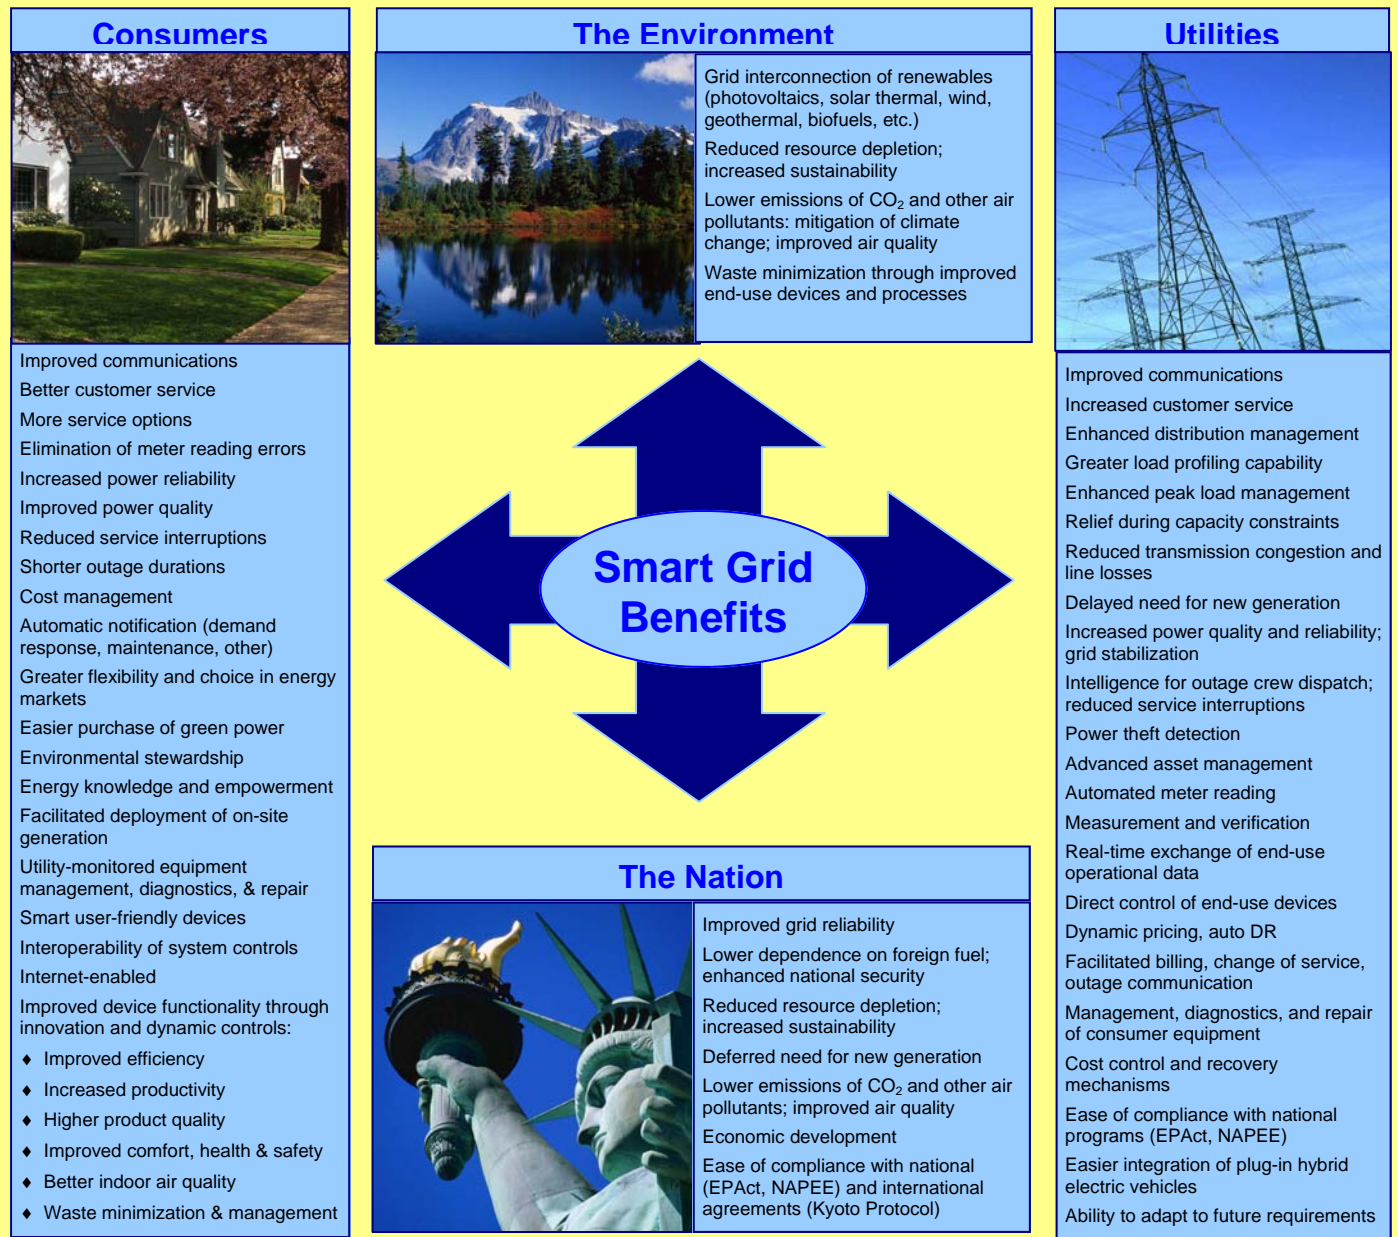 Consumers
Improved communications
Better customer service
More service options
Elimination of meter reading errors
Increased power reliability
Improved power quality
Reduced service interruptions
Shorter outage durations
Cost management
Automatic notification (demand
response, maintenance, other)
Greater flexibility and choice in energy
markets
Easier purchase of green power
Environmental stewardship
Energy knowledge and empowerment
Facilitated deployment of on-site
generation
Utility-monitored equipment
management, diagnostics, & repair
Smart user-friendly devices
Interoperability of system controls
Internet-enabled
Improved device functionality through
innovation and dynamic controls:
♦ Improved efficiency
♦ Increased productivity
♦ Higher product quality
♦ Improved comfort, health & safety
♦ Better indoor air quality
♦ Waste minimization & management
The Environment
Grid interconnection of renewables
(photovoltaics, solar thermal, wind,
geothermal, biofuels, etc.)
Reduced resource depletion;
increased sustainability
Lower emissions of CO₂ and other air
pollutants: mitigation of climate
change; improved air quality
Waste minimization through improved
end-use devices and processes
Smart Grid
Benefits
The Nation
Improved grid reliability
Lower dependence on foreign fuel;
enhanced national security
Reduced resource depletion;
increased sustainability
Deferred need for new generation
Lower emissions of CO₂ and other air
pollutants; improved air quality
Economic development
Ease of compliance with national
(EPAct, NAPEE) and international
agreements (Kyoto Protocol)
Utilities
Improved communications
Increased customer service
Enhanced distribution management
Greater load profiling capability
Enhanced peak load management
Relief during capacity constraints
Reduced transmission congestion and
line losses
Delayed need for new generation
Increased power quality and reliability;
grid stabilization
Intelligence for outage crew dispatch;
reduced service interruptions
Power theft detection
Advanced asset management
Automated meter reading
Measurement and verification
Real-time exchange of end-use
operational data
Direct control of end-use devices
Dynamic pricing, auto DR
Facilitated billing, change of service,
outage communication
Management, diagnostics, and repair
of consumer equipment
Cost control and recovery
mechanisms
Ease of compliance with national
programs (EPAct, NAPEE)
Easier integration of plug-in hybrid
electric vehicles
Ability to adapt to future requirements